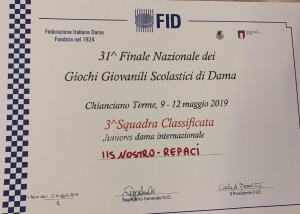 FID
Federazione Italiana Dama
Fondata nel 1924
31^ Finale Nazionale dei
Giochi Giovanili Scolastici di Dama
Chianciano Terme, 9 - 12 maggio 2019
3^Squadra Classificata
Juniores dama internazionale
IIS NOSTRO-REPACI
Segretario Generale F.I.D.
Il Presidente F.I.D.